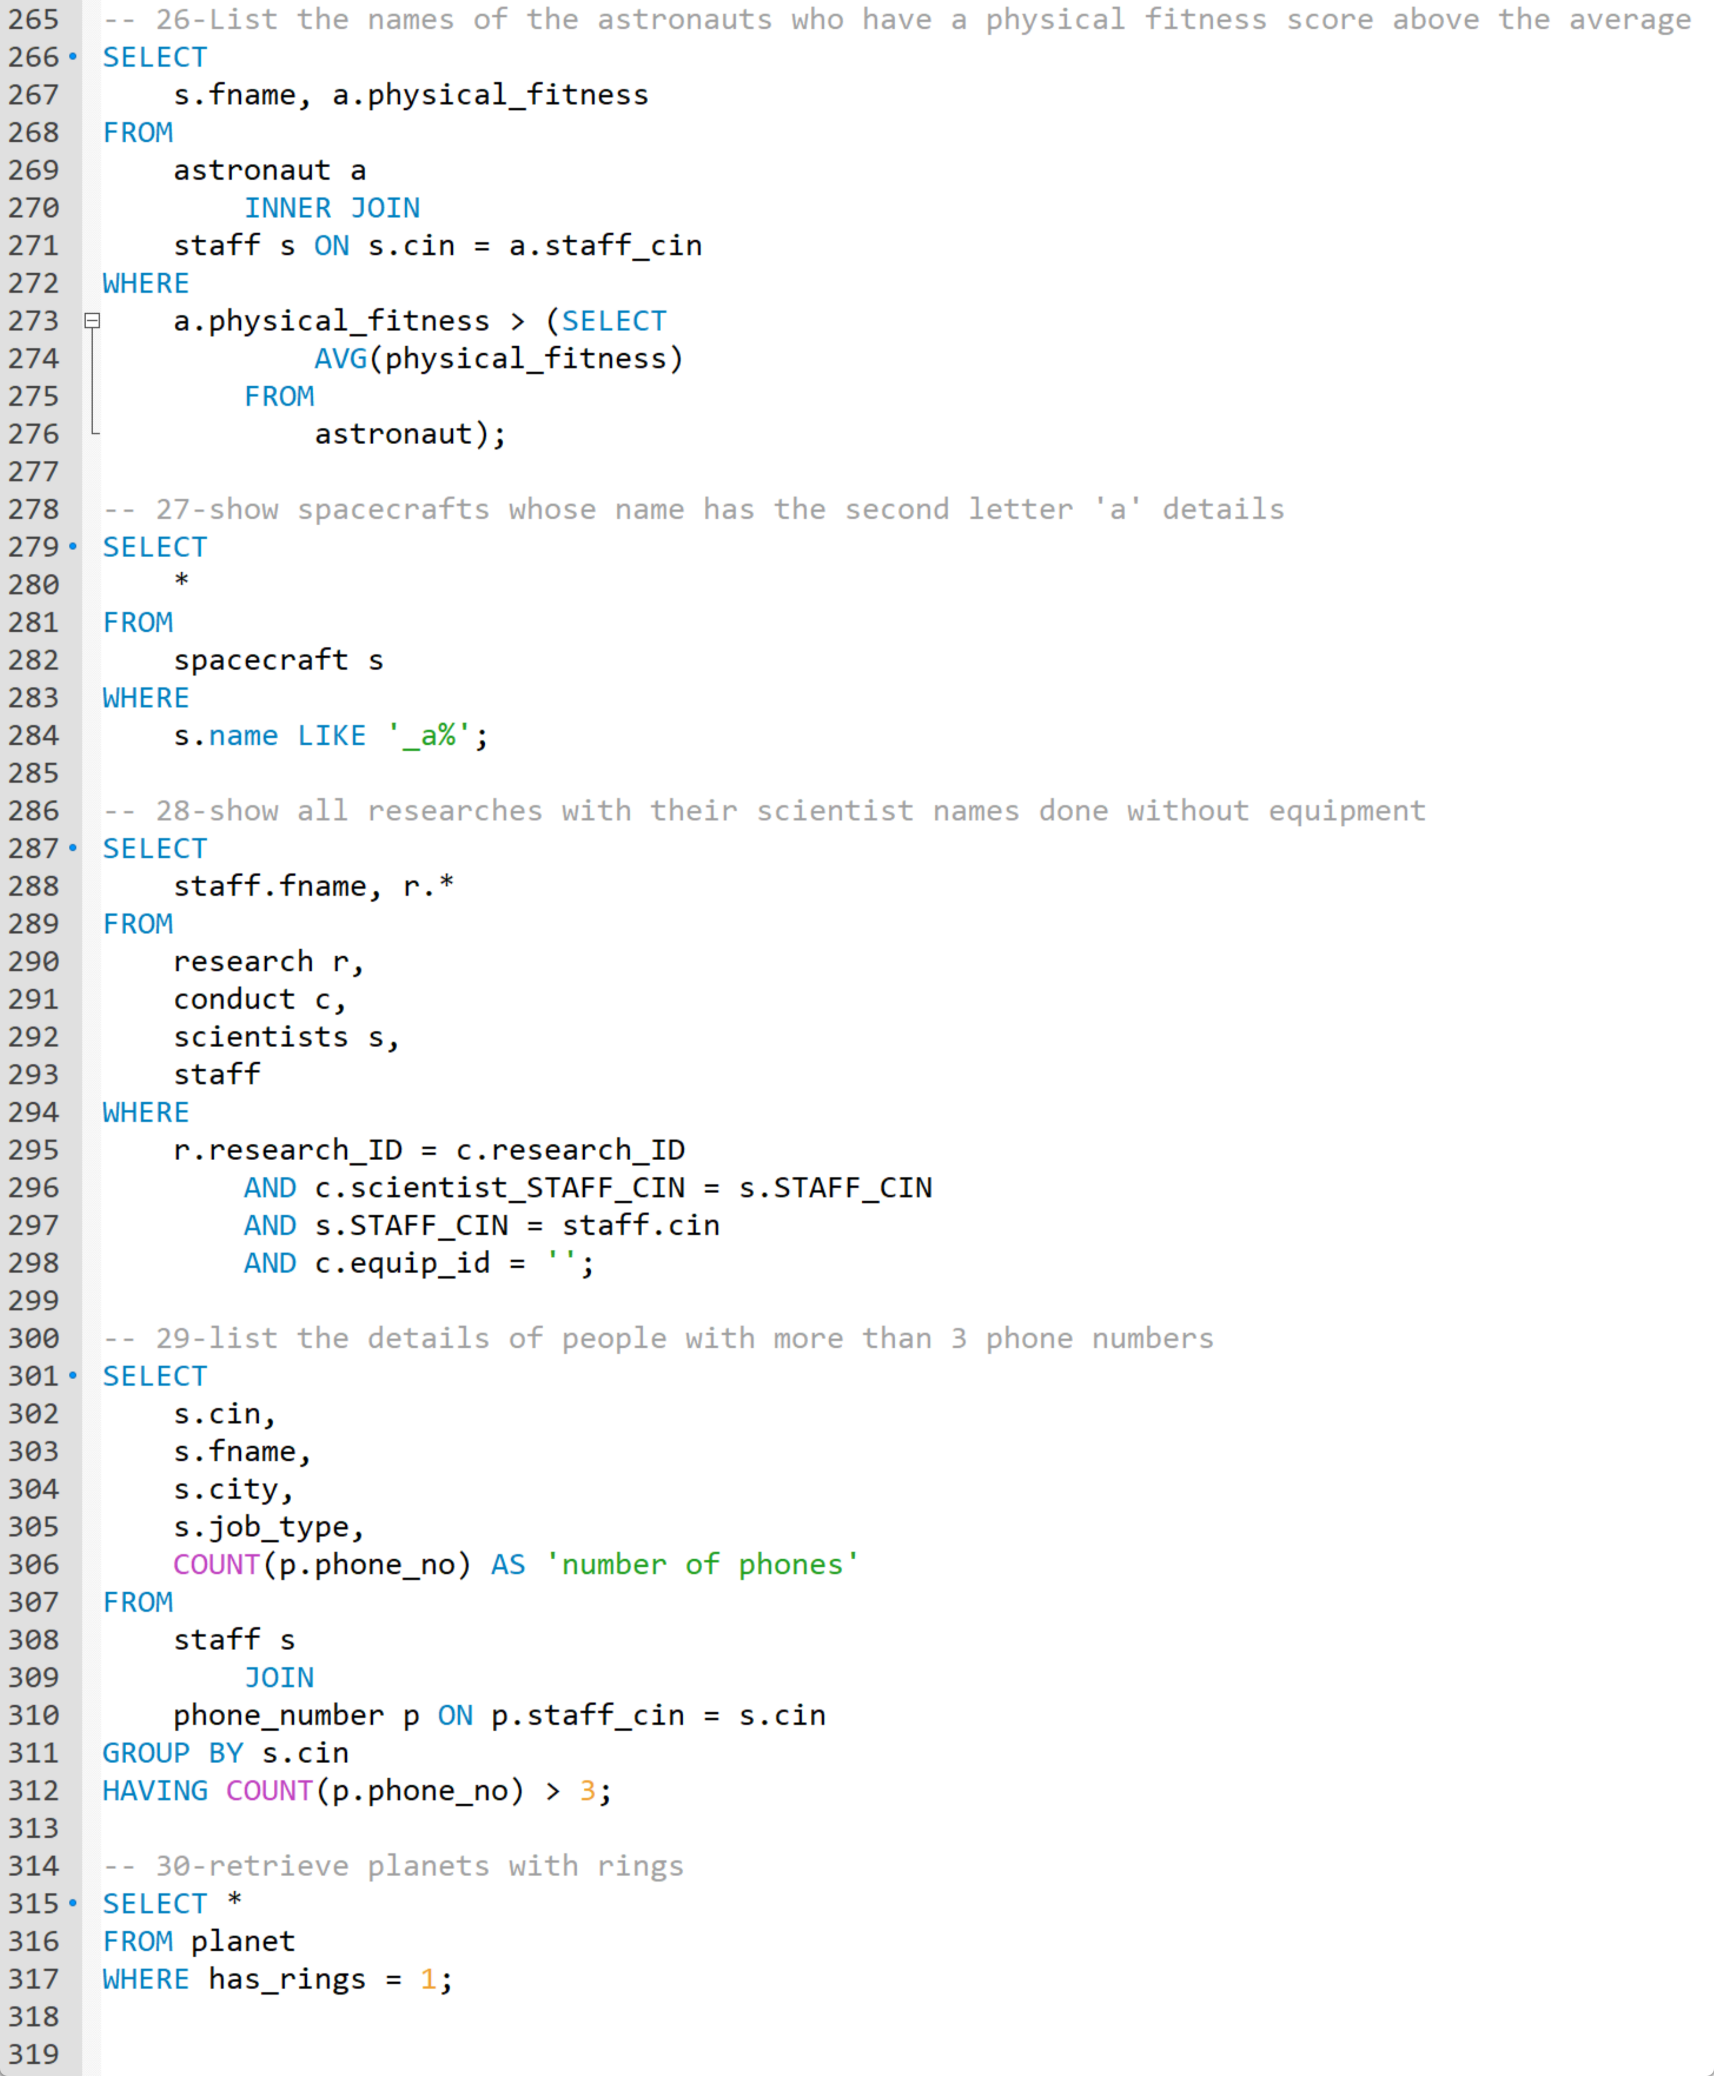 265 -- 26-List the names of the astronauts who have a physical fitness score above the average
266 SELECT
267     s.fname, a.physical_fitness
268 FROM
269     astronaut a
270         INNER JOIN
271     staff s ON s.cin = a.staff_cin
272 WHERE
273     a.physical_fitness > (SELECT
274             AVG(physical_fitness)
275         FROM
276             astronaut);
277
278 -- 27-show spacecrafts whose name has the second letter 'a' details
279 SELECT
280     *
281 FROM
282     spacecraft s
283 WHERE
284     s.name LIKE '_a%';
285
286 -- 28-show all researches with their scientist names done without equipment
287 SELECT
288     staff.fname, r.*
289 FROM
290     research r,
291     conduct c,
292     scientists s,
293     staff
294 WHERE
295     r.research_ID = c.research_ID
296         AND c.scientist_STAFF_CIN = s.STAFF_CIN
297         AND s.STAFF_CIN = staff.cin
298         AND c.equip_id = '';
299
300 -- 29-list the details of people with more than 3 phone numbers
301 SELECT
302     s.cin,
303     s.fname,
304     s.city,
305     s.job_type,
306     COUNT(p.phone_no) AS 'number of phones'
307 FROM
308     staff s
309         JOIN
310     phone_number p ON p.staff_cin = s.cin
311 GROUP BY s.cin
312 HAVING COUNT(p.phone_no) > 3;
313
314 -- 30-retrieve planets with rings
315 SELECT *
316 FROM planet
317 WHERE has_rings = 1;
318
319